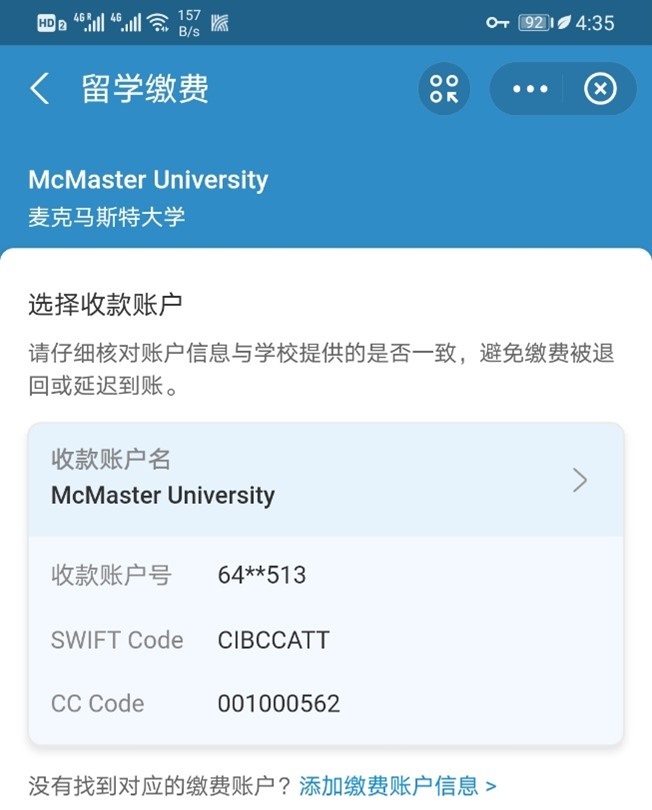 HD 2 4G R 4G 157 B/s 92 4:35
留学缴费
McMaster University
麦克马斯特大学
选择收款账户
请仔细核对账户信息与学校提供的是否一致，避免缴费被退
回或延迟到账。
收款账户名
McMaster University
收款账户号 64**513
SWIFT Code CIBCCATT
CC Code 001000562
没有找到对应的缴费账户？添加缴费账户信息 >